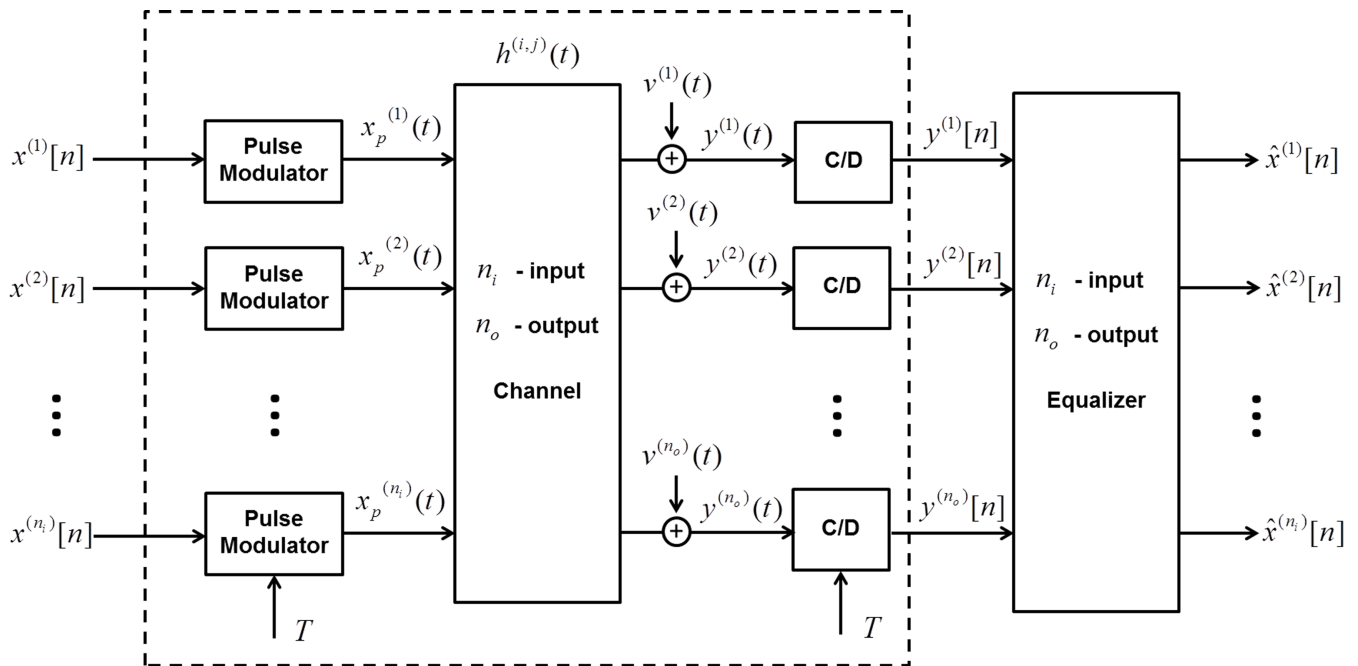 h^{(i,j)}(t)
v^{(1)}(t)
x^{(1)}[n]
Pulse
Modulator
x_p^{(1)}(t)
y^{(1)}(t)
C/D
y^{(1)}[n]
x̂^{(1)}[n]
v^{(2)}(t)
x^{(2)}[n]
Pulse
Modulator
x_p^{(2)}(t)
y^{(2)}(t)
C/D
y^{(2)}[n]
x̂^{(2)}[n]
n_i - input
n_o - output
Channel
n_i - input
n_o - output
Equalizer
v^{(n_o)}(t)
x^{(n_i)}[n]
Pulse
Modulator
x_p^{(n_i)}(t)
y^{(n_o)}(t)
C/D
y^{(n_o)}[n]
x̂^{(n_i)}[n]
T
T